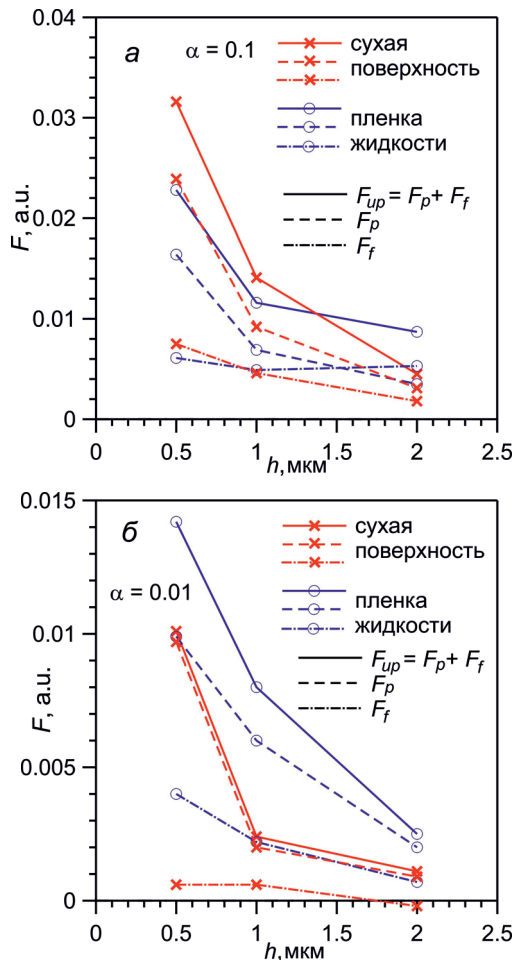 0.04
а
α = 0.1
сухая
поверхность
0.03
пленка
жидкости
F, a.u.
0.02
F_up = F_p + F_f
F_p
F_f
0.01
0
0 0.5 1 1.5 2 2.5
h, мкм
0.015
б
сухая
поверхность
α = 0.01
пленка
жидкости
0.01
F_up = F_p + F_f
F_p
F_f
F, a.u.
0.005
0
0 0.5 1 1.5 2 2.5
h, мкм